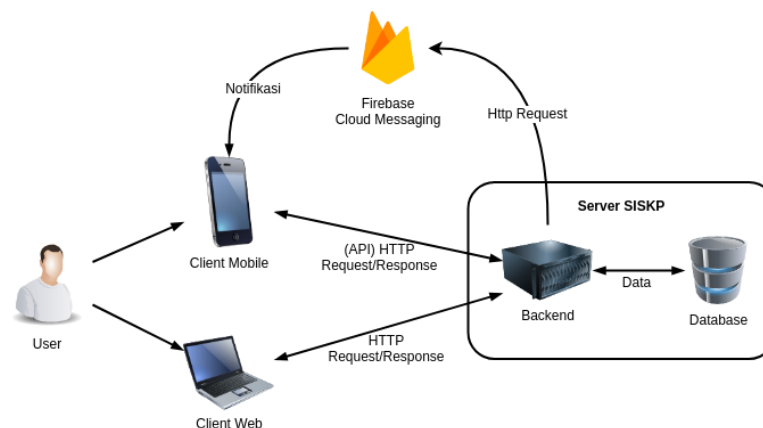 Notifikasi
Firebase
Cloud Messaging
Http Request
Server SISKP
Client Mobile
(API) HTTP
Request/Response
Backend
Data
Database
User
HTTP
Request/Response
Client Web